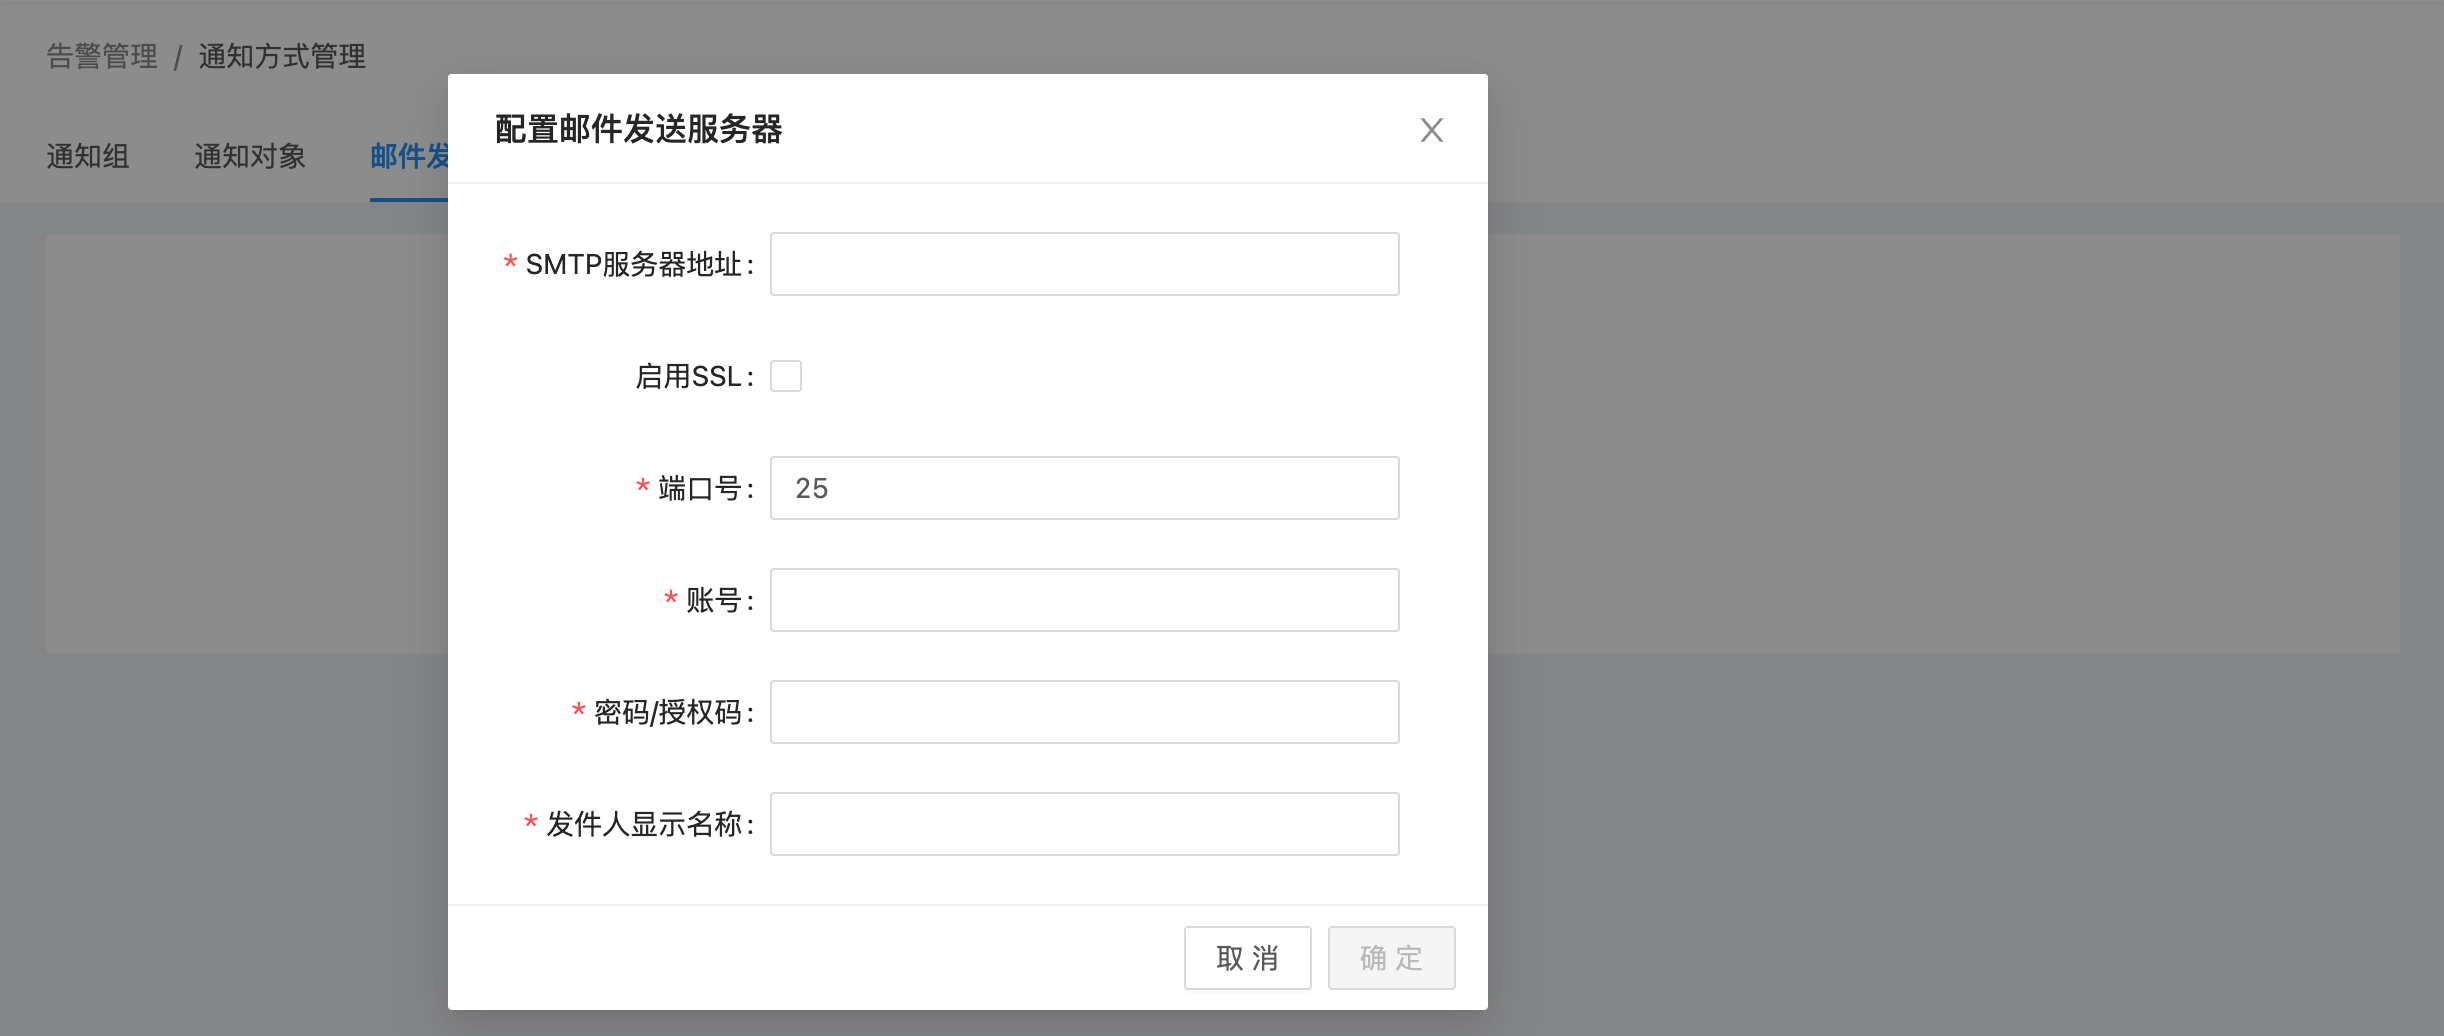 告警管理 / 通知方式管理
通知组 通知对象 邮件发
配置邮件发送服务器
* SMTP服务器地址:
启用SSL:
* 端口号: 25
* 账号:
* 密码/授权码:
* 发件人显示名称:
取 消 确 定